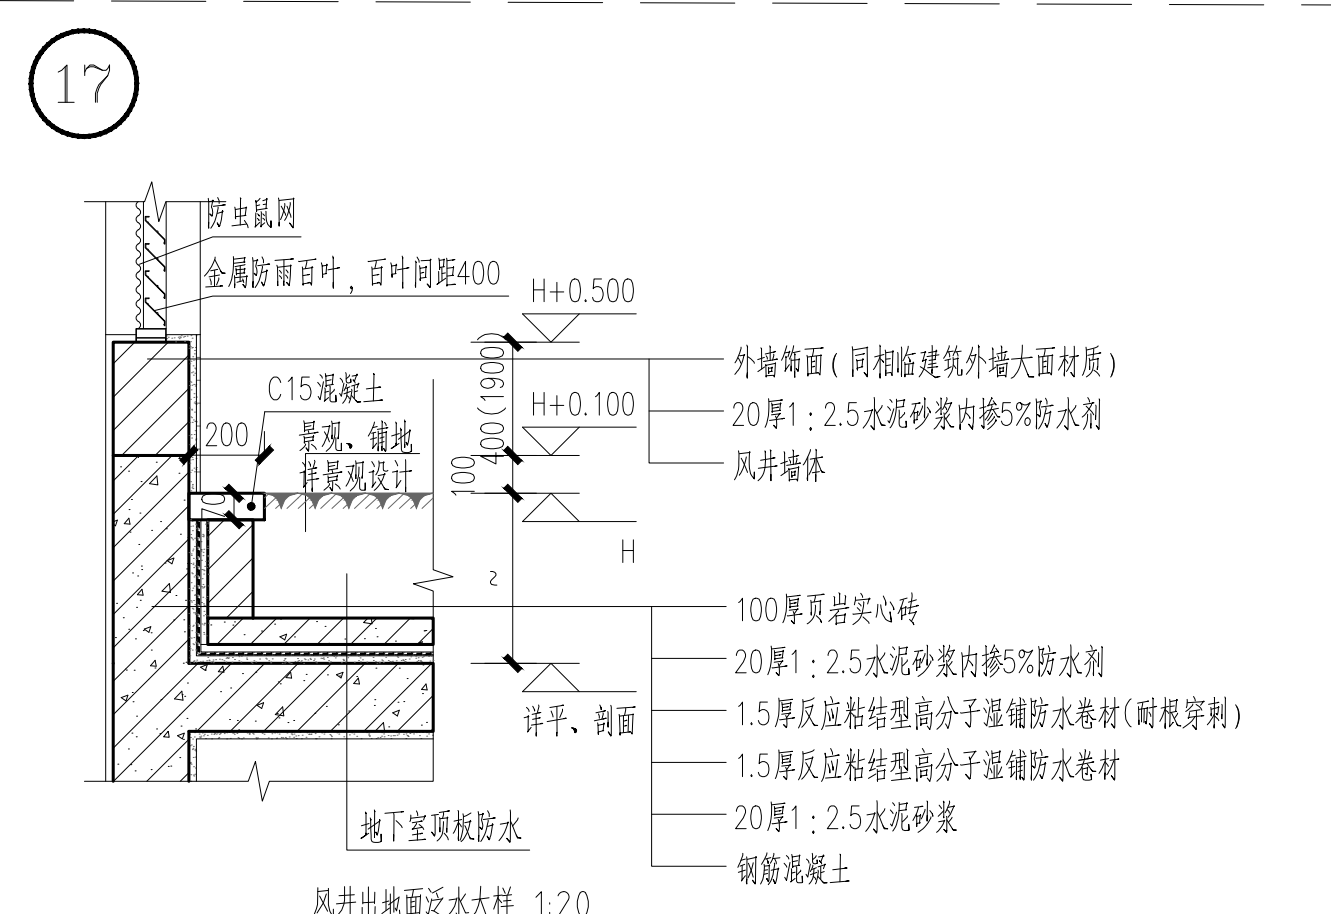 17
防虫鼠网
金属防雨百叶，百叶间距400
H+0.500
外墙饰面(同相临建筑外墙大面材质)
C15混凝土
400(1900)
H+0.100
20厚1:2.5水泥砂浆内掺5%防水剂
200
景观、铺地
详景观设计
100
风井墙体
70
H
~
100厚页岩实心砖
20厚1:2.5水泥砂浆内掺5%防水剂
1.5厚反应粘结型高分子湿铺防水卷材(耐根穿刺)
详平、剖面
1.5厚反应粘结型高分子湿铺防水卷材
20厚1:2.5水泥砂浆
地下室顶板防水
钢筋混凝土
风井出地面泛水大样 1:20